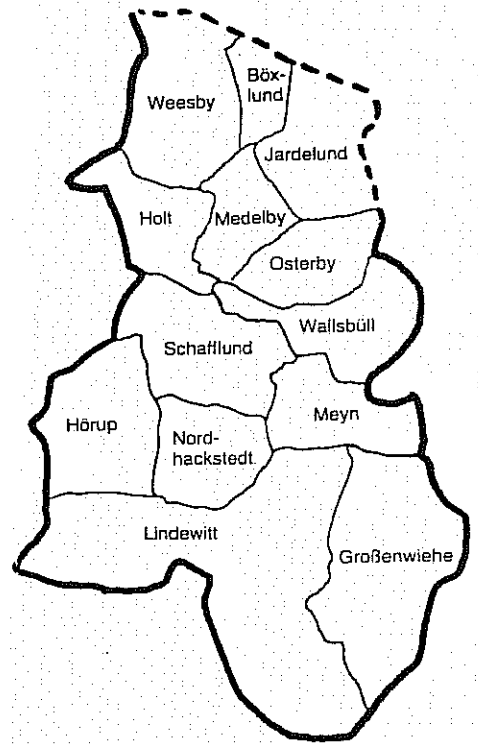 Böx-
lund
Weesby
Jardelund
Holt
Medelby
Osterby
Wallsbüll
Schafflund
Meyn
Hörup
Nord-
hackstedt
Lindewitt
Großenwiehe